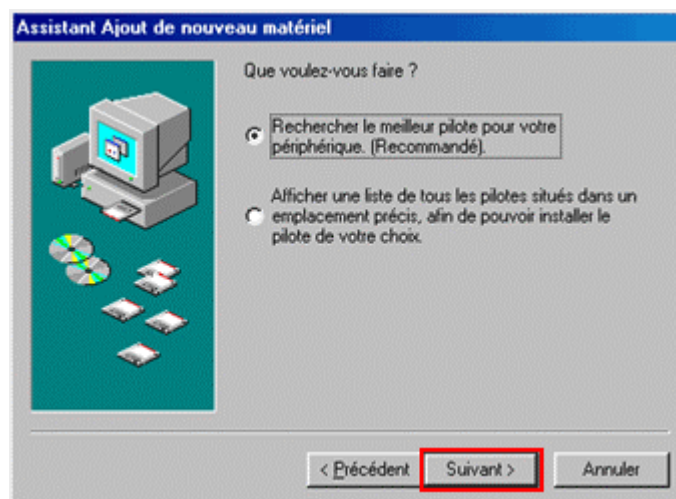 Assistant Ajout de nouveau matériel
Que voulez-vous faire ?
Rechercher le meilleur pilote pour votre
périphérique. (Recommandé).
Afficher une liste de tous les pilotes situés dans un
emplacement précis, afin de pouvoir installer le
pilote de votre choix.
< Précédent
Suivant >
Annuler